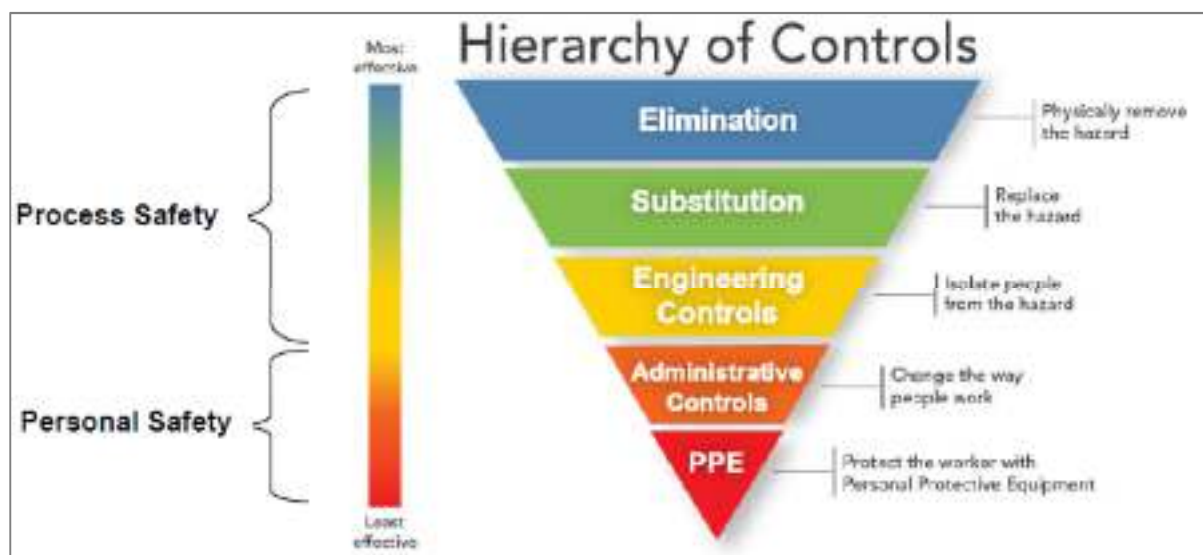 Hierarchy of Controls
Most
effective
Process Safety
Personal Safety
Least
effective
Elimination
Physically remove
the hazard
Substitution
Replace
the hazard
Engineering
Controls
Isolate people
from the hazard
Administrative
Controls
Change the way
people work
PPE
Protect the worker with
Personal Protective Equipment